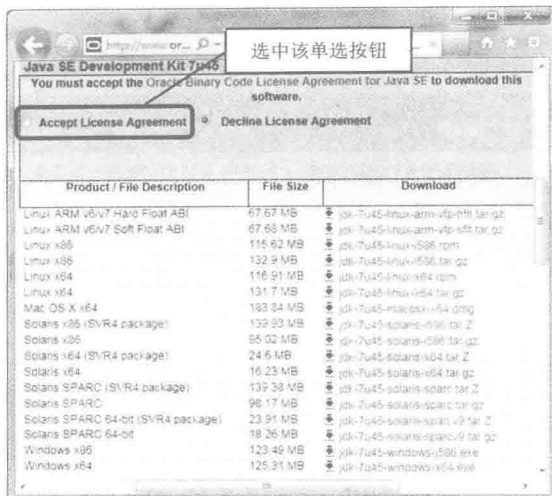 or...
选中该单选按钮
Java SE Development Kit 7u45
You must accept the Oracle Binary Code License Agreement for Java SE to download this
software.
Accept License Agreement Decline License Agreement
Product / File Description File Size Download
Linux ARM v6/v7 Hard Float ABI 67.67 MB jdk-7u45-linux-arm-vfp-hflt.tar.gz
Linux ARM v6/v7 Soft Float ABI 67.68 MB jdk-7u45-linux-arm-vfp-sflt.tar.gz
Linux x86 115.62 MB jdk-7u45-linux-i586.rpm
Linux x86 132.9 MB jdk-7u45-linux-i586.tar.gz
Linux x64 116.91 MB jdk-7u45-linux-x64.rpm
Linux x64 131.7 MB jdk-7u45-linux-x64.tar.gz
Mac OS X x64 183.84 MB jdk-7u45-macosx-x64.dmg
Solaris x86 (SVR4 package) 139.93 MB jdk-7u45-solaris-i586.tar.Z
Solaris x86 95.02 MB jdk-7u45-solaris-i586.tar.gz
Solaris x64 (SVR4 package) 24.6 MB jdk-7u45-solaris-x64.tar.Z
Solaris x64 16.23 MB jdk-7u45-solaris-x64.tar.gz
Solaris SPARC (SVR4 package) 139.38 MB jdk-7u45-solaris-sparc.tar.Z
Solaris SPARC 98.17 MB jdk-7u45-solaris-sparc.tar.gz
Solaris SPARC 64-bit (SVR4 package) 23.91 MB jdk-7u45-solaris-sparcv9.tar.Z
Solaris SPARC 64-bit 18.26 MB jdk-7u45-solaris-sparcv9.tar.gz
Windows x86 123.49 MB jdk-7u45-windows-i586.exe
Windows x64 125.31 MB jdk-7u45-windows-x64.exe